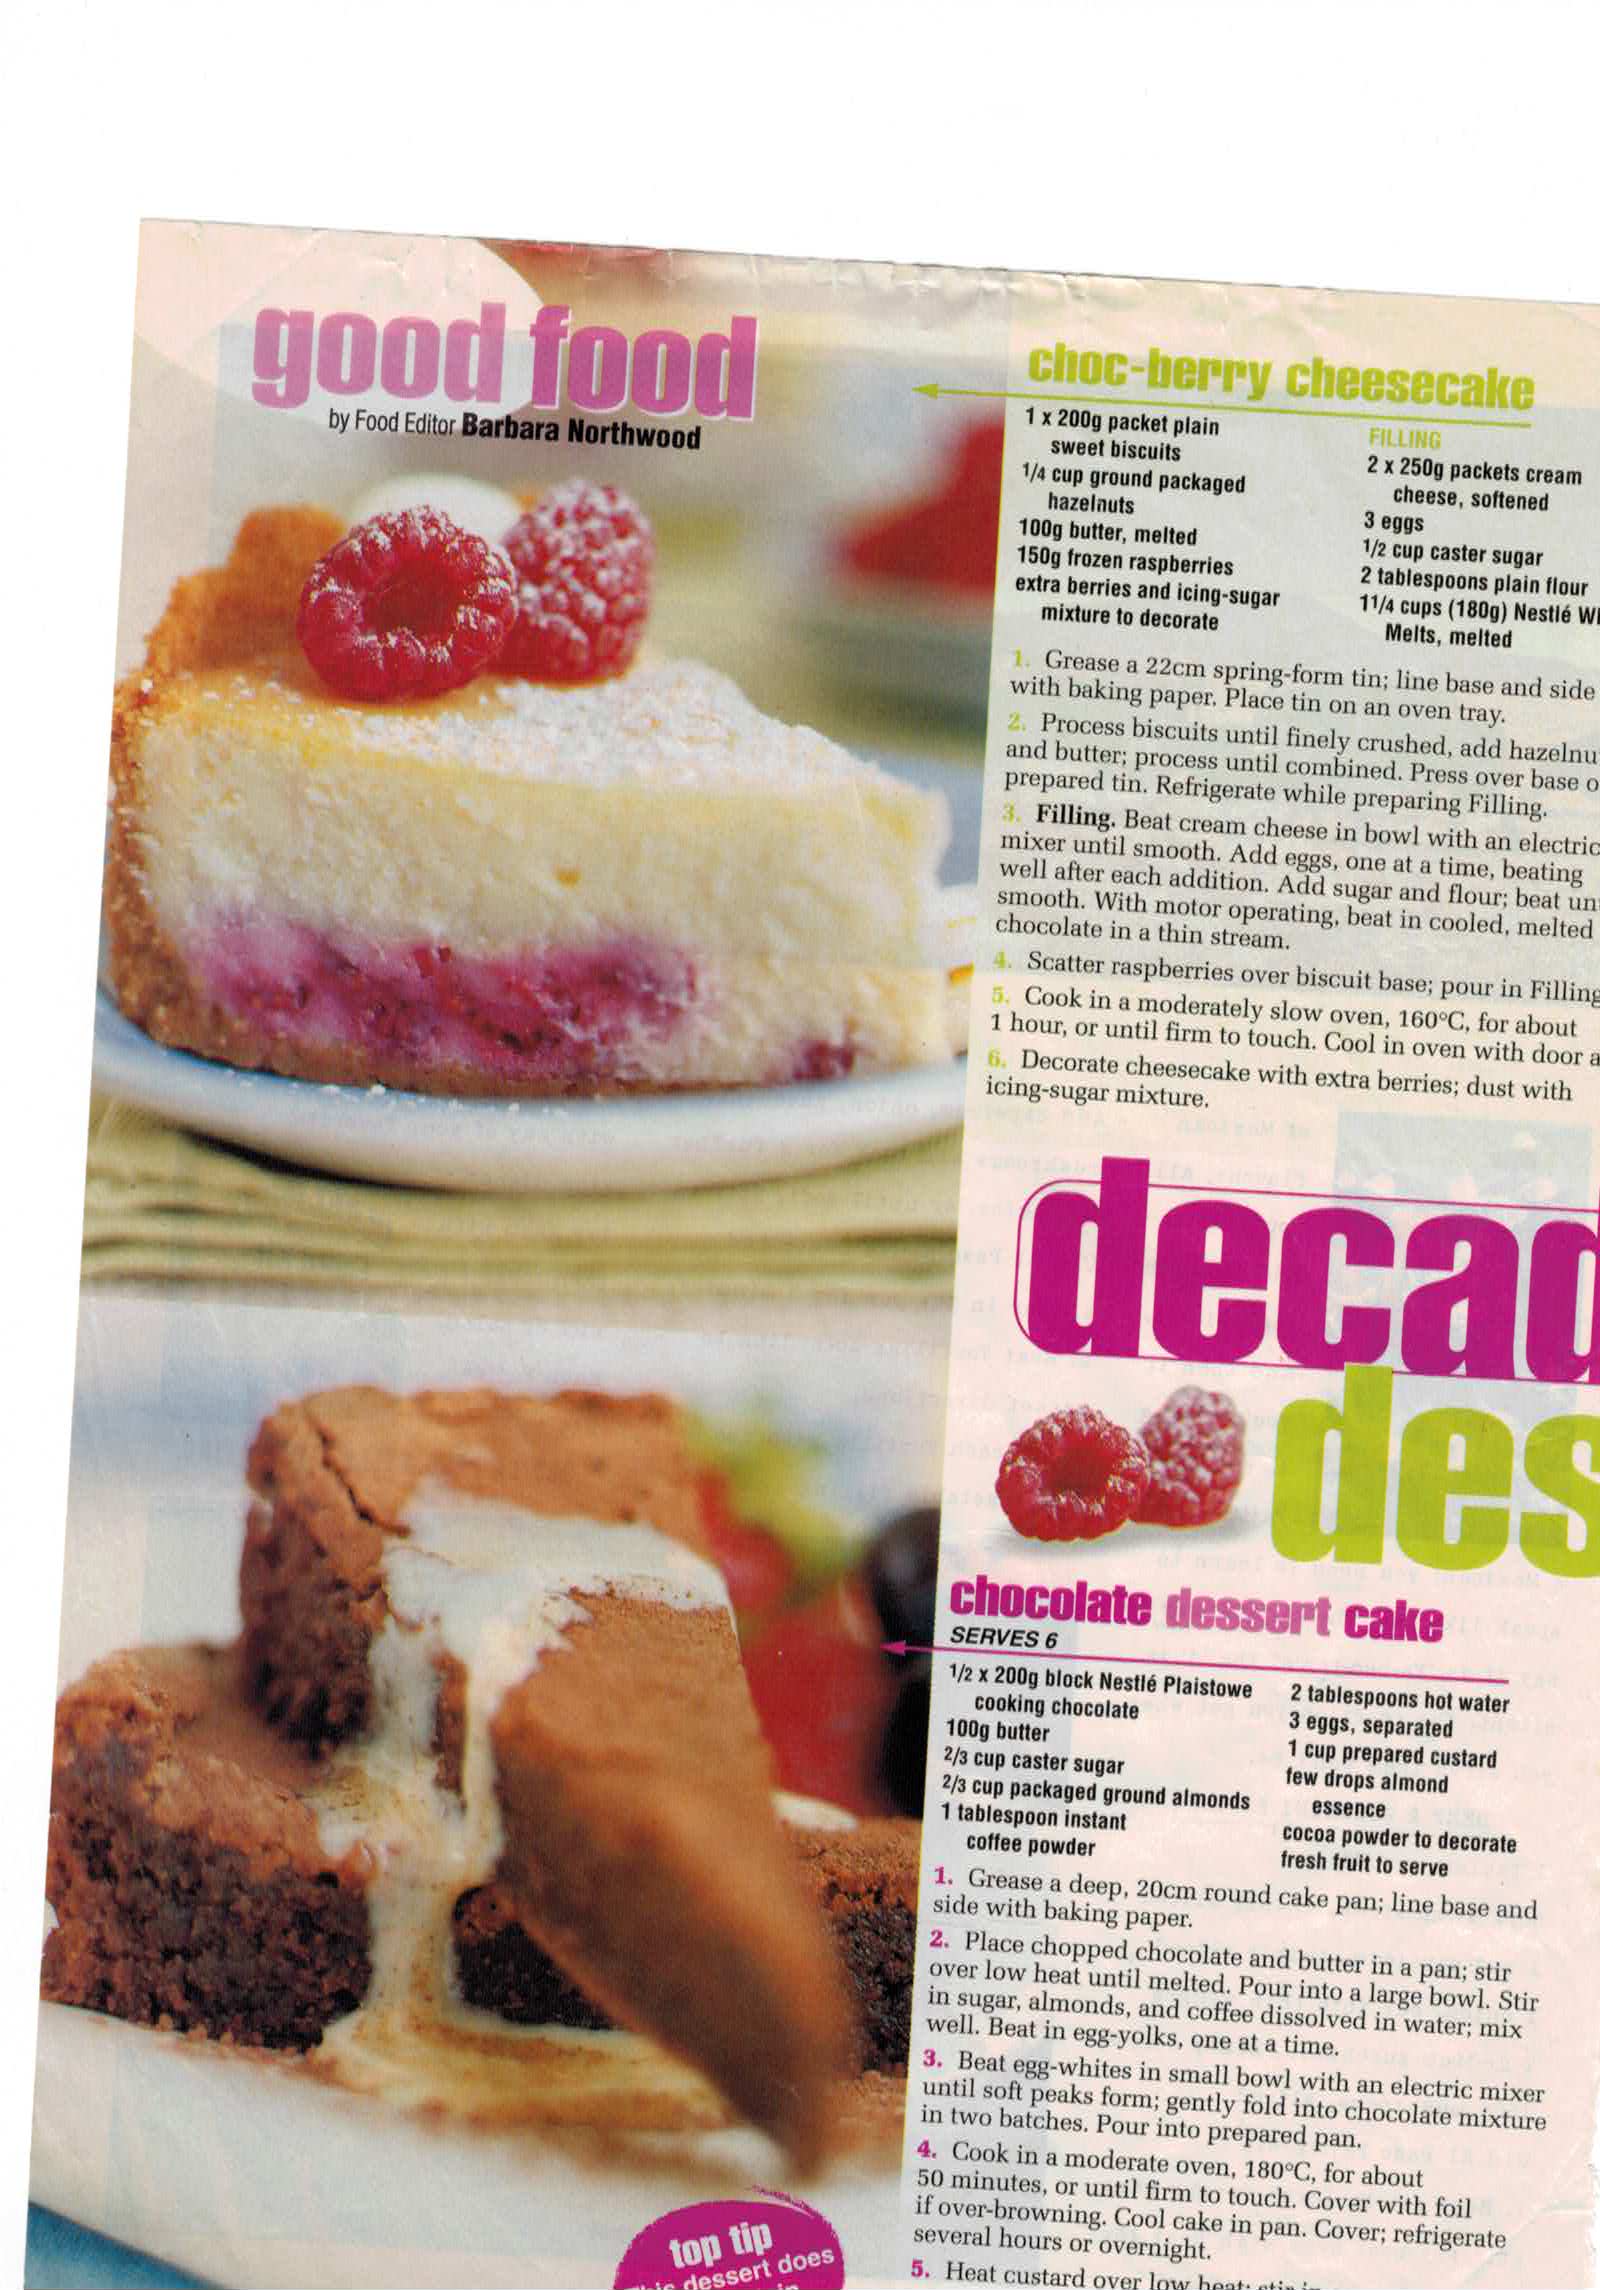 good food
by Food Editor Barbara Northwood
choc-berry cheesecake
1 x 200g packet plain
sweet biscuits
1/4 cup ground packaged
hazelnuts
100g butter, melted
150g frozen raspberries
extra berries and icing-sugar
mixture to decorate
FILLING
2 x 250g packets cream
cheese, softened
3 eggs
1/2 cup caster sugar
2 tablespoons plain flour
11/4 cups (180g) Nestlé
Melts, melted
1. Grease a 22cm spring-form tin; line base and side
with baking paper. Place tin on an oven tray.
2. Process biscuits until finely crushed, add
and butter; process until combined. Press over base
prepared tin. Refrigerate while preparing Filling.
3. Filling. Beat cream cheese in bowl with an electric
mixer until smooth. Add eggs, one at a time, beating
well after each addition. Add sugar and flour; beat
smooth. With motor operating, beat in cooled, melted
chocolate in a thin stream.
4. Scatter raspberries over biscuit base; pour in Filling
5. Cook in a moderately slow oven, 160°C, for about
1 hour, or until firm to touch. Cool in oven with door
6. Decorate cheesecake with extra berries; dust with
icing-sugar mixture.
decad
des
chocolate dessert cake
SERVES 6
1/2 x 200g block Nestlé Plaistowe
cooking chocolate
100g butter
2/3 cup caster sugar
2/3 cup packaged ground almonds
1 tablespoon instant
coffee powder
2 tablespoons hot water
3 eggs, separated
1 cup prepared custard
few drops almond
essence
cocoa powder to decorate
fresh fruit to serve
1. Grease a deep, 20cm round cake pan; line base and
side with baking paper.
2. Place chopped chocolate and butter in a pan; stir
over low heat until melted. Pour into a large bowl. Stir
in sugar, almonds, and coffee dissolved in water; mix
well. Beat in egg-yolks, one at a time.
3. Beat egg-whites in small bowl with an electric mixer
until soft peaks form; gently fold into chocolate mixture
in two batches. Pour into prepared pan.
4. Cook in a moderate oven, 180°C, for about
50 minutes, or until firm to touch. Cover with foil
if over-browning. Cool cake in pan. Cover; refrigerate
several hours or overnight.
5. Heat custard over low heat; stir
top tip
dessert does